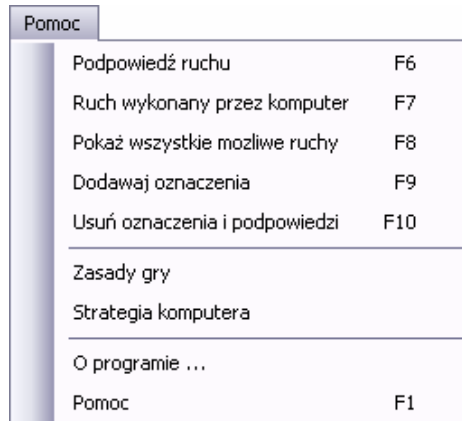 Pomoc
Podpowiedź ruchu F6
Ruch wykonany przez komputer F7
Pokaż wszystkie mozliwe ruchy F8
Dodawaj oznaczenia F9
Usuń oznaczenia i podpowiedzi F10
Zasady gry
Strategia komputera
O programie ...
Pomoc F1